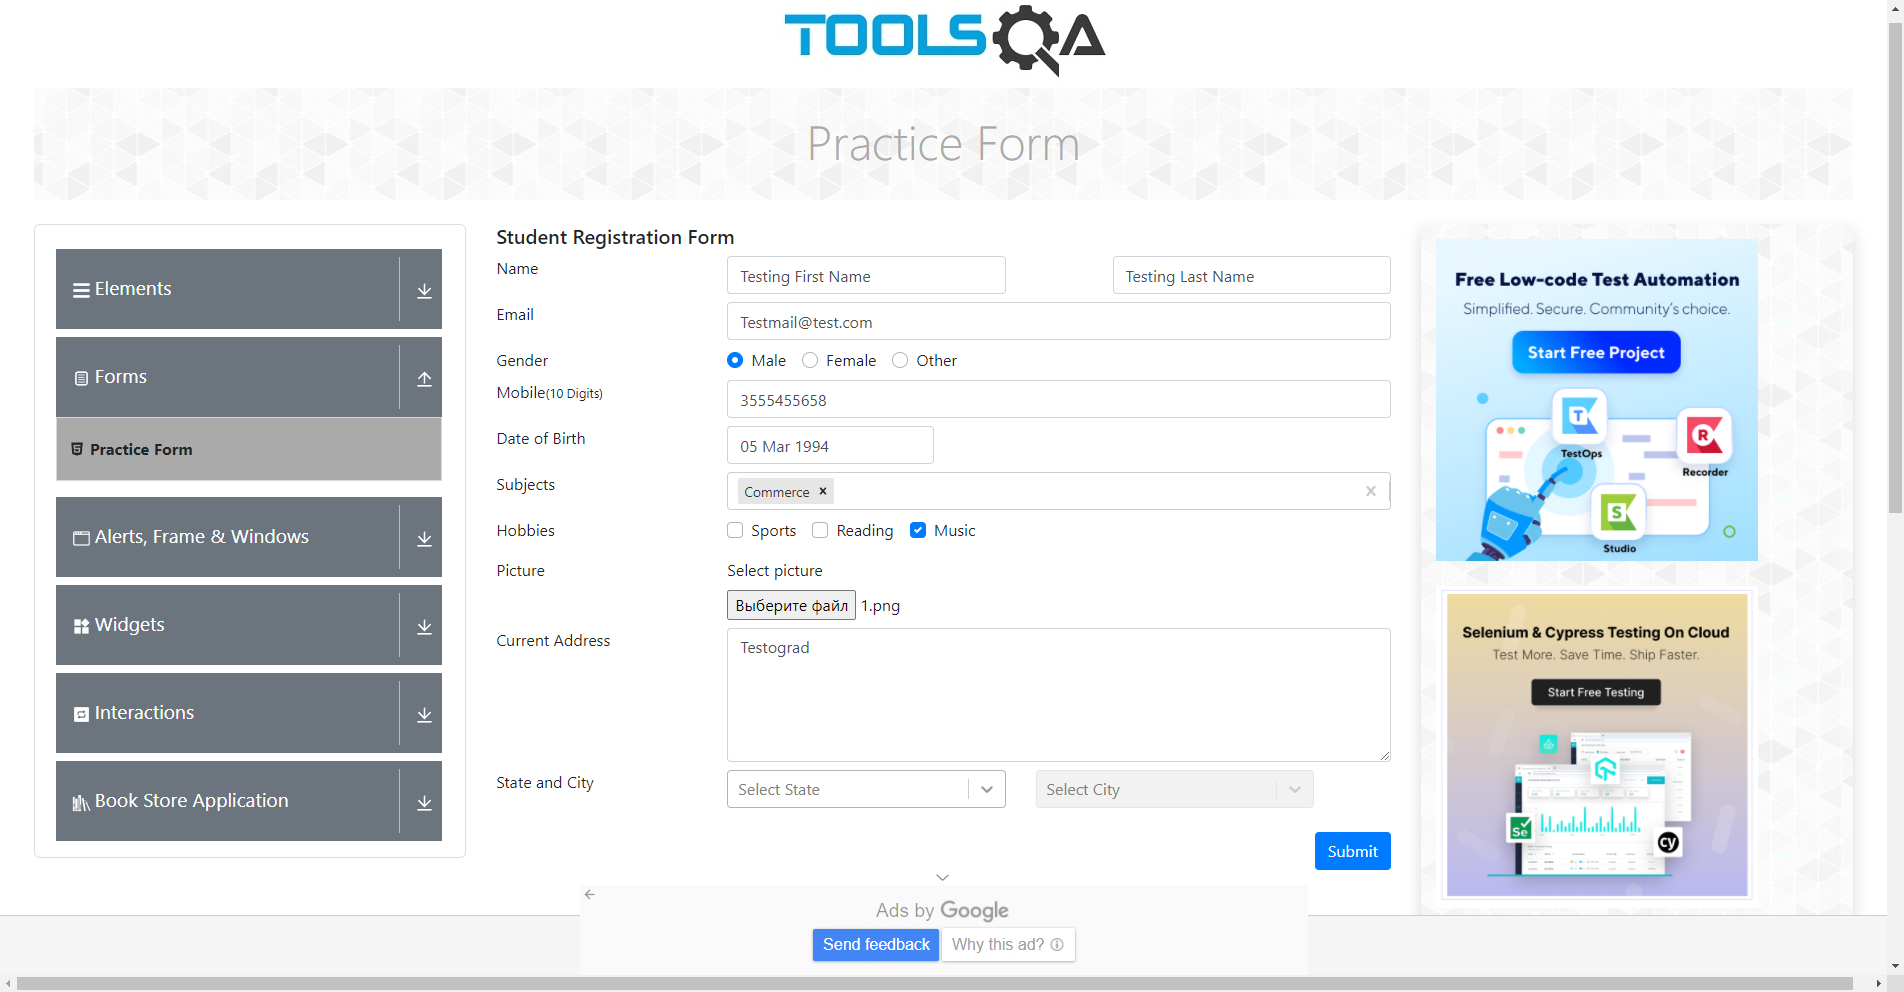 TOOLSQA
Practice Form
Elements
Forms
Practice Form
Alerts, Frame & Windows
Widgets
Interactions
Book Store Application
Student Registration Form
Name
Testing First Name
Testing Last Name
Email
Testmail@test.com
Gender
Male
Female
Other
Mobile(10 Digits)
3555455658
Date of Birth
05 Mar 1994
Subjects
Commerce
Hobbies
Sports
Reading
Music
Picture
Select picture
Выберите файл 1.png
Current Address
Testograd
State and City
Select State
Select City
Submit
Free Low-code Test Automation
Simplified. Secure. Community's choice.
Start Free Project
TestOps
Recorder
Studio
Selenium & Cypress Testing On Cloud
Test More. Save Time. Ship Faster.
Start Free Testing
Se
cy
Ads by Google
Send feedback
Why this ad?